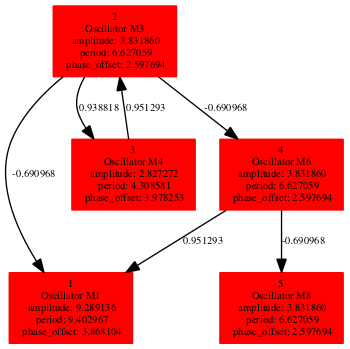 2
Oscillator M3
amplitude: 3.831860
period: 6.627059
phase_offset: 2.597694
0.938818
0.951293
-0.690968
-0.690968
3
Oscillator M4
amplitude: 2.827272
period: 4.308581
phase_offset: 3.978253
4
Oscillator M6
amplitude: 3.831860
period: 6.627059
phase_offset: 2.597694
0.951293
-0.690968
1
Oscillator M1
amplitude: 9.289136
period: 9.402967
phase_offset: 3.868104
5
Oscillator M8
amplitude: 3.831860
period: 6.627059
phase_offset: 2.597694